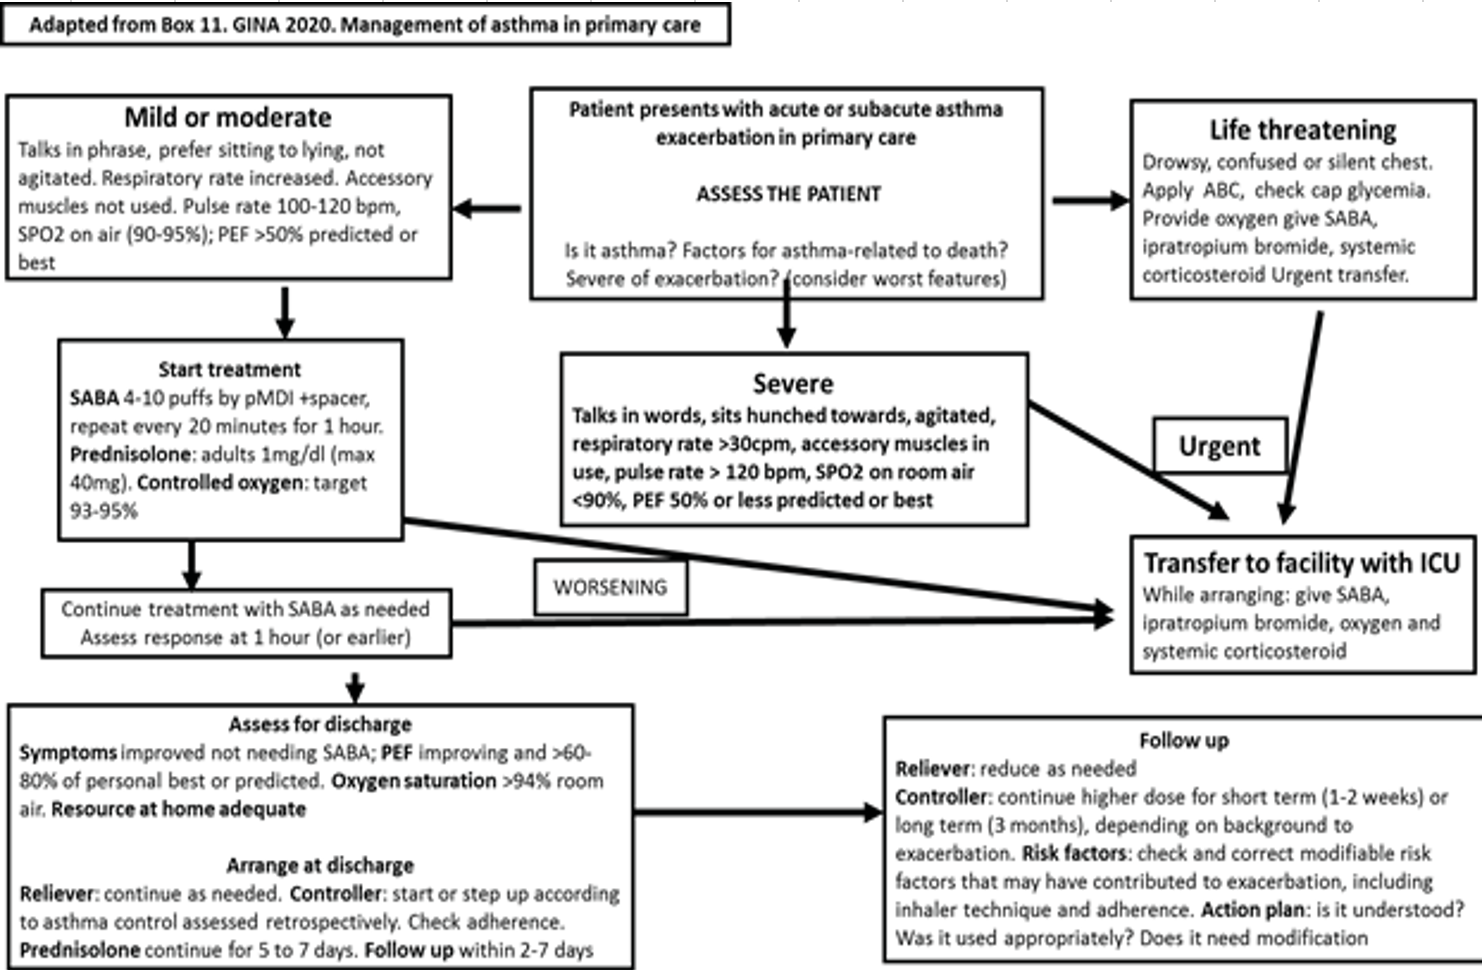 Adapted from Box 11. GINA 2020. Management of asthma in primary care
Mild or moderate
Talks in phrase, prefer sitting to lying, not
agitated. Respiratory rate increased. Accessory
muscles not used. Pulse rate 100-120 bpm,
SPO2 on air (90-95%); PEF >50% predicted or
best
Patient presents with acute or subacute asthma
exacerbation in primary care
ASSESS THE PATIENT
Is it asthma? Factors for asthma-related to death?
Severe of exacerbation? (consider worst features)
Life threatening
Drowsy, confused or silent chest.
Apply ABC, check cap glycemia.
Provide oxygen give SABA,
ipratropium bromide, systemic
corticosteroid Urgent transfer.
Start treatment
SABA 4-10 puffs by pMDI +spacer,
repeat every 20 minutes for 1 hour.
Prednisolone: adults 1mg/dl (max
40mg). Controlled oxygen: target
93-95%
Severe
Talks in words, sits hunched towards, agitated,
respiratory rate >30cpm, accessory muscles in
use, pulse rate > 120 bpm, SPO2 on room air
<90%, PEF 50% or less predicted or best
Urgent
Transfer to facility with ICU
While arranging: give SABA,
ipratropium bromide, oxygen and
systemic corticosteroid
WORSENING
Continue treatment with SABA as needed
Assess response at 1 hour (or earlier)
Assess for discharge
Symptoms improved not needing SABA; PEF improving and >60-
80% of personal best or predicted. Oxygen saturation >94% room
air. Resource at home adequate
Arrange at discharge
Reliever: continue as needed. Controller: start or step up according
to asthma control assessed retrospectively. Check adherence.
Prednisolone continue for 5 to 7 days. Follow up within 2-7 days
Follow up
Reliever: reduce as needed
Controller: continue higher dose for short term (1-2 weeks) or
long term (3 months), depending on background to
exacerbation. Risk factors: check and correct modifiable risk
factors that may have contributed to exacerbation, including
inhaler technique and adherence. Action plan: is it understood?
Was it used appropriately? Does it need modification